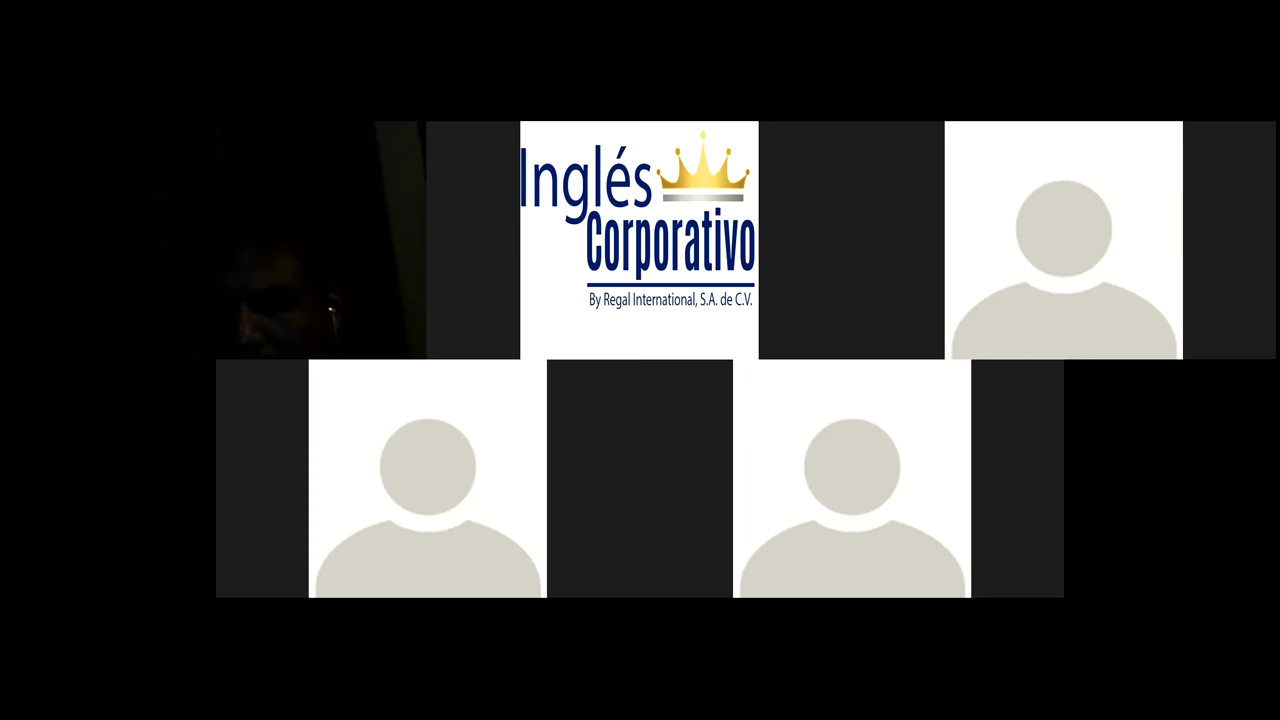 Inglés
Corporativo
By Regal International, S.A. de C.V.